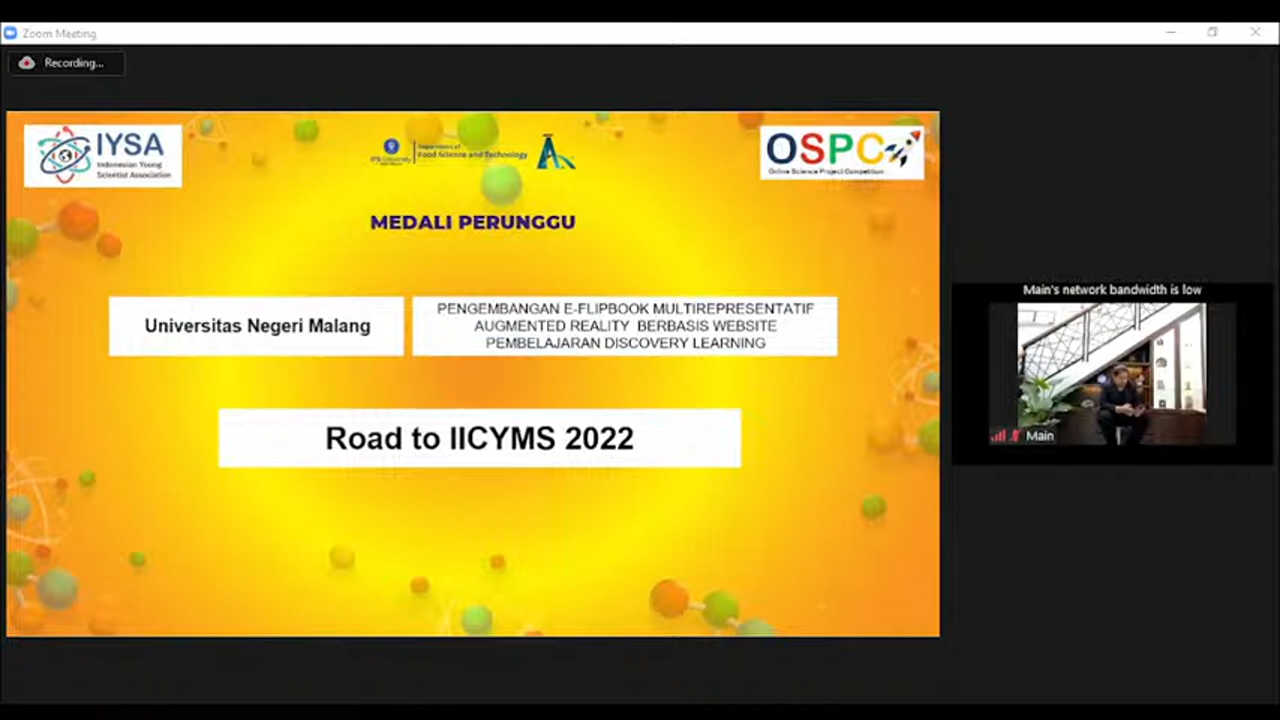 Zoom Meeting
Recording...
IYSA
Indonesian Young
Scientist Association
IPB University
Department of
Food Science and Technology
OSPC
Online Science Project Competition
MEDALI PERUNGGU
Universitas Negeri Malang
PENGEMBANGAN E-FLIPBOOK MULTIREPRESENTATIF
AUGMENTED REALITY BERBASIS WEBSITE
PEMBELAJARAN DISCOVERY LEARNING
Road to IICYMS 2022
Main's network bandwidth is low
Main